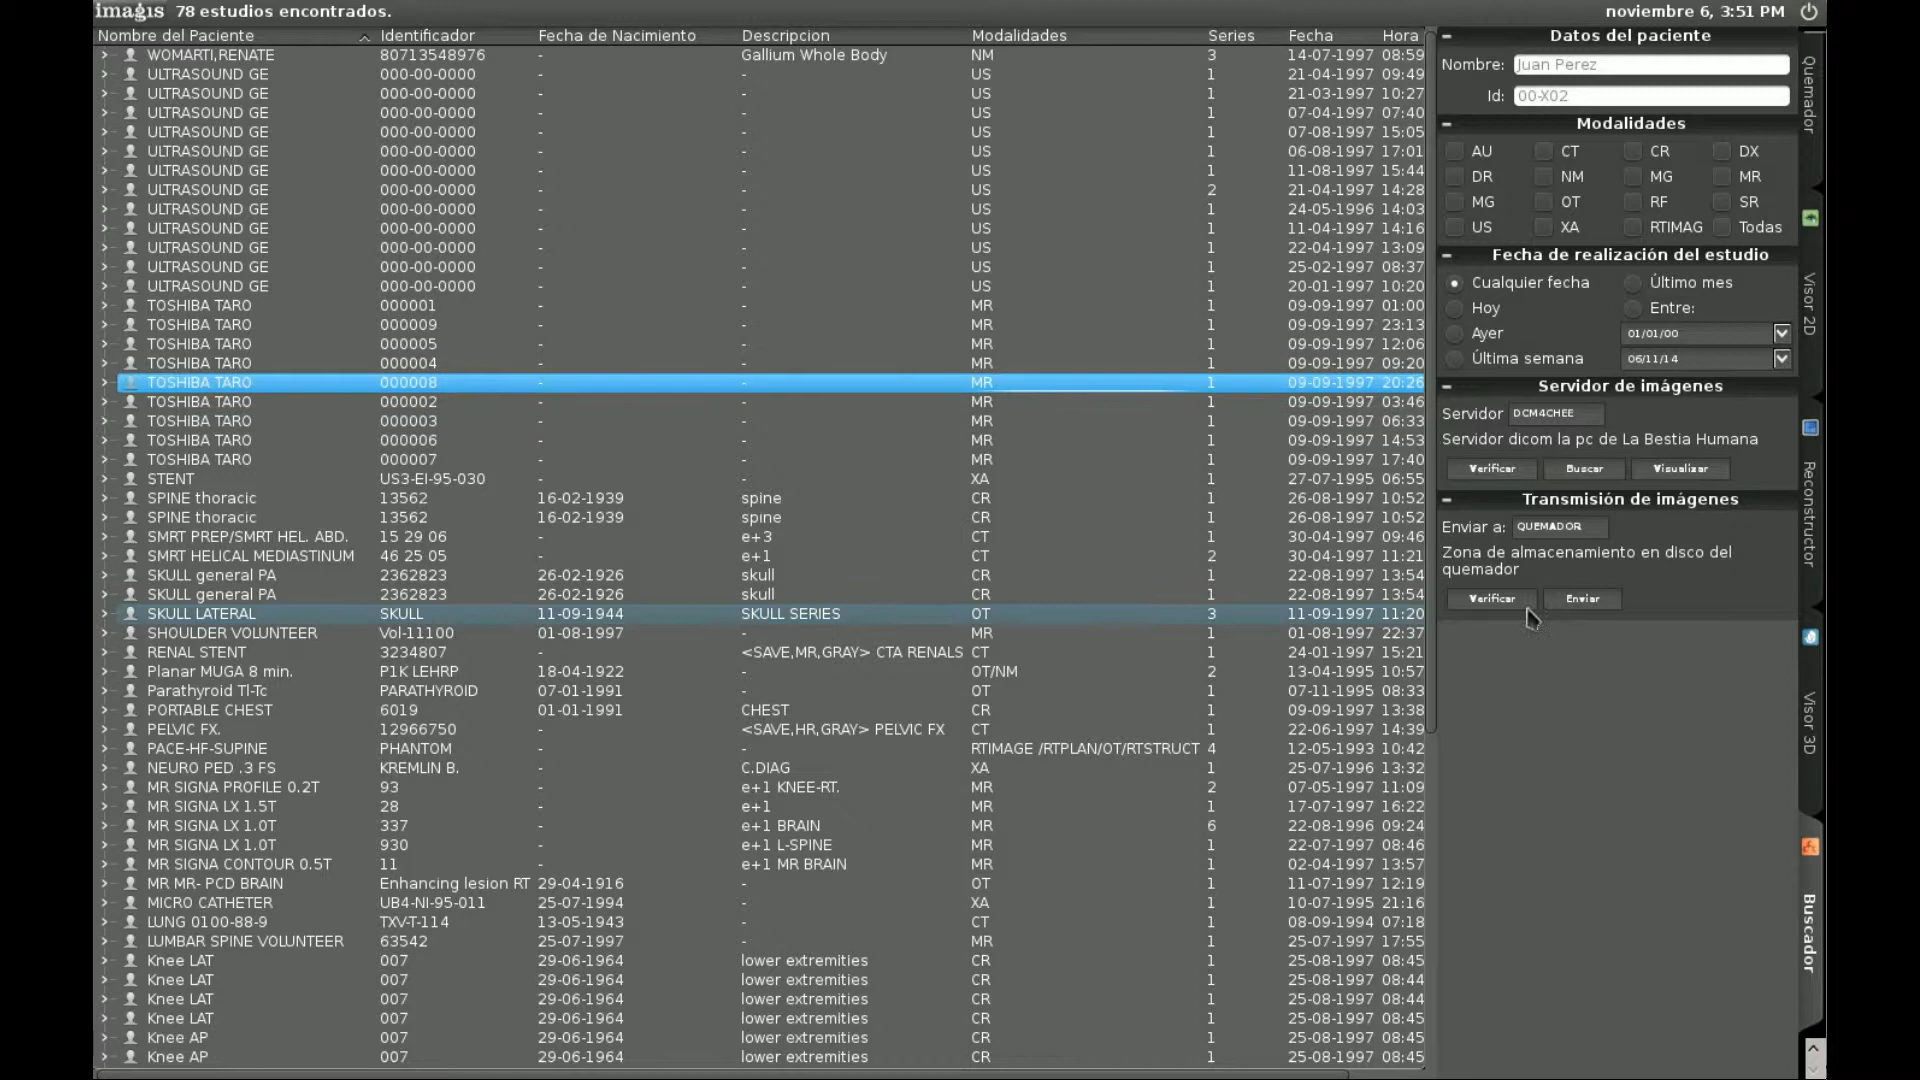 imagis 78 estudios encontrados. noviembre 6, 3:51 PM
Nombre del Paciente Identificador Fecha de Nacimiento Descripcion Modalidades Series Fecha Hora
WOMARTI,RENATE 80713548976 - Gallium Whole Body NM 3 14-07-1997 08:59
ULTRASOUND GE 000-00-0000 - - US 1 21-04-1997 09:49
ULTRASOUND GE 000-00-0000 - - US 1 21-03-1997 10:27
ULTRASOUND GE 000-00-0000 - - US 1 07-04-1997 07:40
ULTRASOUND GE 000-00-0000 - - US 1 07-08-1997 15:05
ULTRASOUND GE 000-00-0000 - - US 1 06-08-1997 17:01
ULTRASOUND GE 000-00-0000 - - US 1 11-08-1997 15:44
ULTRASOUND GE 000-00-0000 - - US 2 21-04-1997 14:28
ULTRASOUND GE 000-00-0000 - - US 1 24-05-1996 14:03
ULTRASOUND GE 000-00-0000 - - US 1 11-04-1997 14:16
ULTRASOUND GE 000-00-0000 - - US 1 22-04-1997 13:09
ULTRASOUND GE 000-00-0000 - - US 1 25-02-1997 08:37
ULTRASOUND GE 000-00-0000 - - US 1 20-01-1997 10:20
TOSHIBA TARO 000001 - - MR 1 09-09-1997 01:00
TOSHIBA TARO 000009 - - MR 1 09-09-1997 23:13
TOSHIBA TARO 000005 - - MR 1 09-09-1997 12:06
TOSHIBA TARO 000004 - - MR 1 09-09-1997 09:20
TOSHIBA TARO 000008 - - MR 1 09-09-1997 20:26
TOSHIBA TARO 000002 - - MR 1 09-09-1997 03:46
TOSHIBA TARO 000003 - - MR 1 09-09-1997 06:33
TOSHIBA TARO 000006 - - MR 1 09-09-1997 14:53
TOSHIBA TARO 000007 - - MR 1 09-09-1997 17:40
STENT US3-EI-95-030 - - XA 1 27-07-1995 06:55
SPINE thoracic 13562 16-02-1939 spine CR 1 26-08-1997 10:52
SPINE thoracic 13562 16-02-1939 spine CR 1 26-08-1997 10:52
SMRT PREP/SMRT HEL. ABD. 15 29 06 - e+3 CT 1 30-04-1997 09:46
SMRT HELICAL MEDIASTINUM 46 25 05 - e+1 CT 2 30-04-1997 11:21
SKULL general PA 2362823 26-02-1926 skull CR 1 22-08-1997 13:54
SKULL general PA 2362823 26-02-1926 skull CR 1 22-08-1997 13:54
SKULL LATERAL SKULL 11-09-1944 SKULL SERIES OT 3 11-09-1997 11:20
SHOULDER VOLUNTEER Vol-11100 01-08-1997 - MR 1 01-08-1997 22:37
RENAL STENT 3234807 - <SAVE,MR,GRAY> CTA RENALS CT 1 24-01-1997 15:21
Planar MUGA 8 min. P1K LEHRP 18-04-1922 - OT/NM 2 13-04-1995 10:57
Parathyroid Tl-Tc PARATHYROID 07-01-1991 - OT 1 07-11-1995 08:33
PORTABLE CHEST 6019 01-01-1991 CHEST CR 1 09-09-1997 13:38
PELVIC FX. 12966750 - <SAVE,HR,GRAY> PELVIC FX CT 1 22-06-1997 14:39
PACE-HF-SUPINE PHANTOM - - RTIMAGE /RTPLAN/OT/RTSTRUCT 4 12-05-1993 10:42
NEURO PED .3 FS KREMLIN B. - C.DIAG XA 1 25-07-1996 13:32
MR SIGNA PROFILE 0.2T 93 - e+1 KNEE-RT. MR 2 07-05-1997 11:09
MR SIGNA LX 1.5T 28 - e+1 MR 1 17-07-1997 16:22
MR SIGNA LX 1.0T 337 - e+1 BRAIN MR 6 22-08-1996 09:24
MR SIGNA LX 1.0T 930 - e+1 L-SPINE MR 1 22-07-1997 08:46
MR SIGNA CONTOUR 0.5T 11 - e+1 MR BRAIN MR 1 02-04-1997 13:57
MR MR- PCD BRAIN Enhancing lesion RT 29-04-1916 - OT 1 11-07-1997 12:19
MICRO CATHETER UB4-NI-95-011 25-07-1994 - XA 1 10-07-1995 21:16
LUNG 0100-88-9 TXV-T-114 13-05-1943 - CT 1 08-09-1994 07:18
LUMBAR SPINE VOLUNTEER 63542 25-07-1997 - MR 1 25-07-1997 17:55
Knee LAT 007 29-06-1964 lower extremities CR 1 25-08-1997 08:45
Knee LAT 007 29-06-1964 lower extremities CR 1 25-08-1997 08:44
Knee LAT 007 29-06-1964 lower extremities CR 1 25-08-1997 08:44
Knee LAT 007 29-06-1964 lower extremities CR 1 25-08-1997 08:45
Knee AP 007 29-06-1964 lower extremities CR 1 25-08-1997 08:45
Knee AP 007 29-06-1964 lower extremities CR 1 25-08-1997 08:45
Datos del paciente
Nombre: Juan Perez
Id: 00-X02
Modalidades
AU CT CR DX
DR NM MG MR
MG OT RF SR
US XA RTIMAG Todas
Fecha de realización del estudio
Cualquier fecha Último mes
Hoy Entre:
Ayer 01/01/00
Última semana 06/11/14
Servidor de imágenes
Servidor DCM4CHEE
Servidor dicom la pc de La Bestia Humana
Verificar Buscar Visualizar
Transmisión de imágenes
Enviar a: QUEMADOR
Zona de almacenamiento en disco del
quemador
Verificar Enviar
Quemador
Visor 2D
Reconstructor
Visor 3D
Buscador